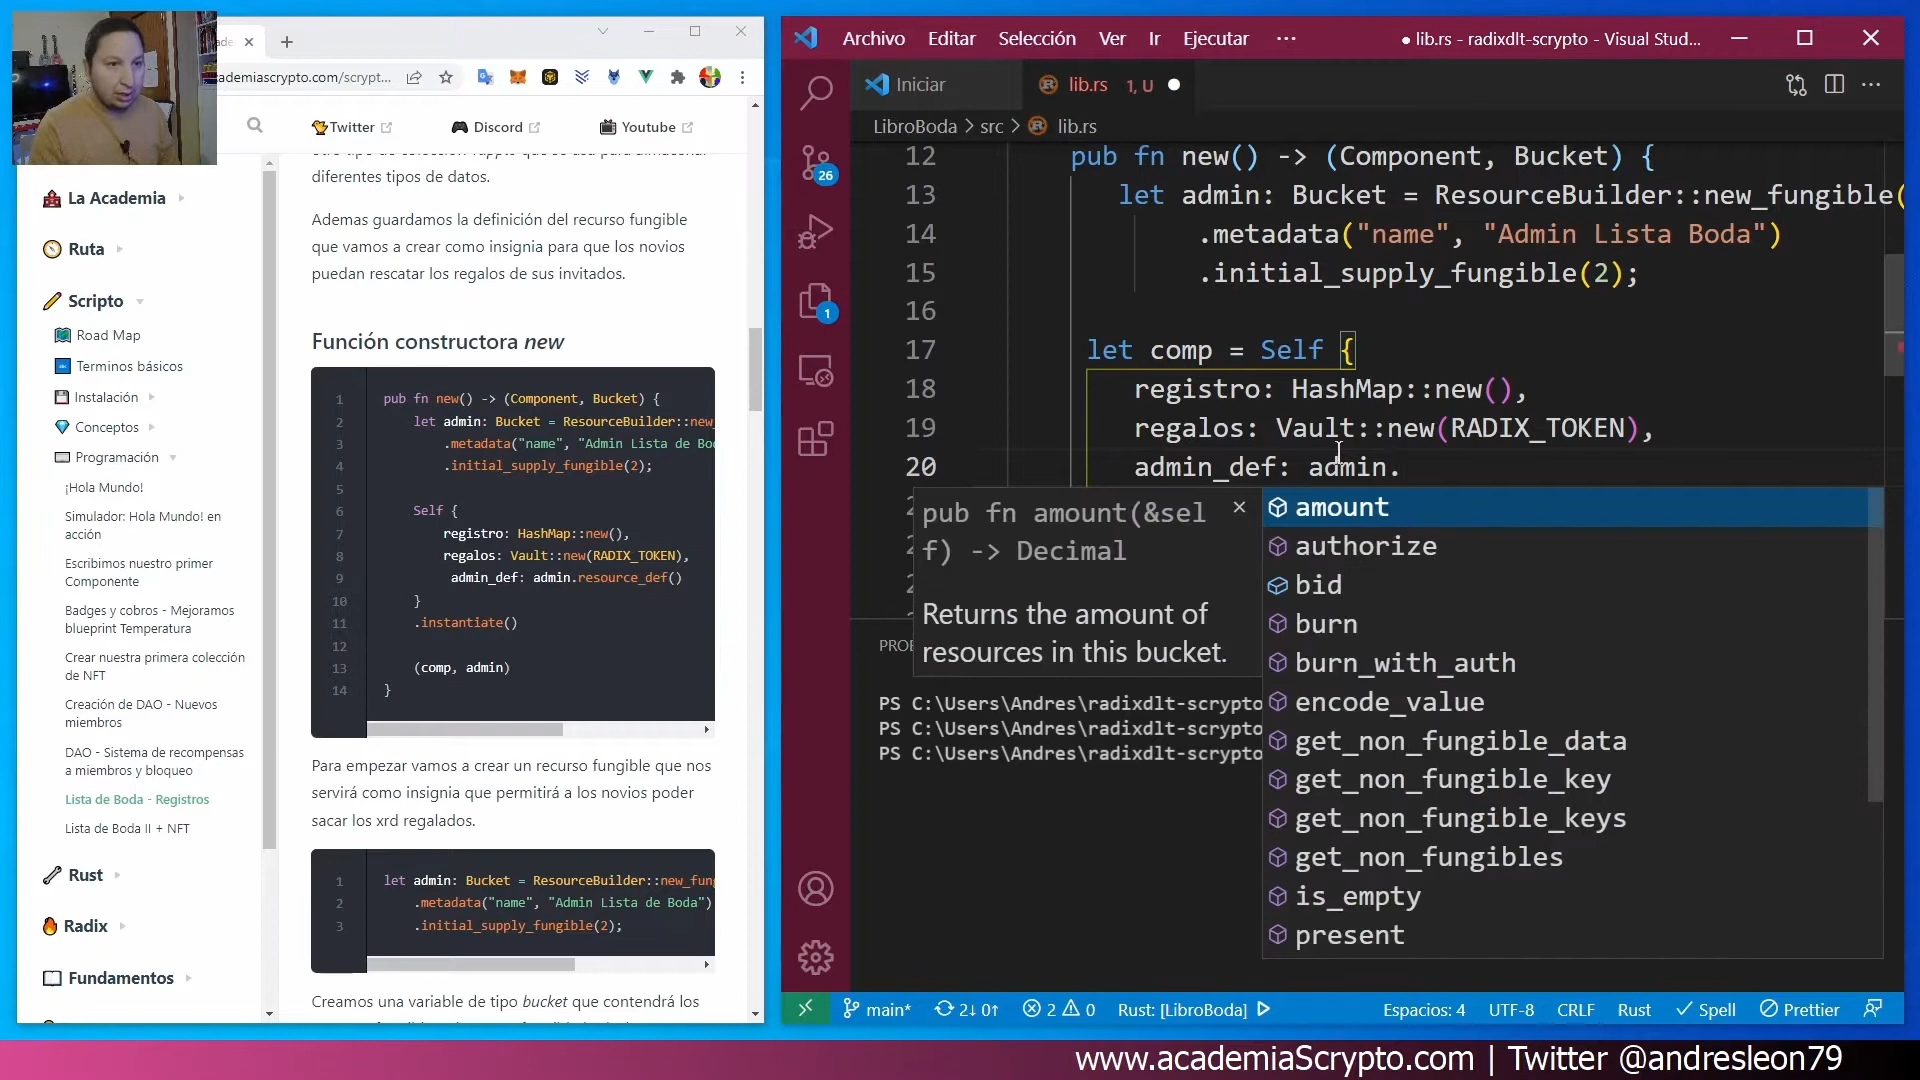 ademiascrypto.com/scrypt...
Twitter
Discord
Youtube
diferentes tipos de datos.
Ademas guardamos la definición del recurso fungible
que vamos a crear como insignia para que los novios
puedan rescatar los regalos de sus invitados.
Función constructora new
1 pub fn new() -> (Component, Bucket) {
2 let admin: Bucket = ResourceBuilder::new_
3 .metadata("name", "Admin Lista de Bod
4 .initial_supply_fungible(2);
5
6 Self {
7 registro: HashMap::new(),
8 regalos: Vault::new(RADIX_TOKEN),
9 admin_def: admin.resource_def()
10 }
11 .instantiate()
12
13 (comp, admin)
14 }
Para empezar vamos a crear un recurso fungible que nos
servirá como insignia que permitirá a los novios poder
sacar los xrd regalados.
1 let admin: Bucket = ResourceBuilder::new_fung
2 .metadata("name", "Admin Lista de Boda")
3 .initial_supply_fungible(2);
Creamos una variable de tipo bucket que contendrá los
La Academia
Ruta
Scripto
Road Map
Terminos básicos
Instalación
Conceptos
Programación
¡Hola Mundo!
Simulador: Hola Mundo! en
acción
Escribimos nuestro primer
Componente
Badges y cobros - Mejoramos
blueprint Temperatura
Crear nuestra primera colección
de NFT
Creación de DAO - Nuevos
miembros
DAO - Sistema de recompensas
a miembros y bloqueo
Lista de Boda - Registros
Lista de Boda II + NFT
Rust
Radix
Fundamentos
Archivo Editar Selección Ver Ir Ejecutar ··· ● lib.rs - radixdlt-scrypto - Visual Stud...
Iniciar
lib.rs 1, U
LibroBoda > src > lib.rs
12 pub fn new() -> (Component, Bucket) {
13 let admin: Bucket = ResourceBuilder::new_fungible(
14 .metadata("name", "Admin Lista Boda")
15 .initial_supply_fungible(2);
16
17 let comp = Self {
18 registro: HashMap::new(),
19 regalos: Vault::new(RADIX_TOKEN),
20 admin_def: admin.
pub fn amount(&sel
f) -> Decimal
Returns the amount of
resources in this bucket.
amount
authorize
bid
burn
burn_with_auth
encode_value
get_non_fungible_data
get_non_fungible_key
get_non_fungible_keys
get_non_fungibles
is_empty
present
26
1
PS C:\Users\Andres\radixdlt-scrypto
PS C:\Users\Andres\radixdlt-scrypto
PS C:\Users\Andres\radixdlt-scrypto
main* 2↓ 0↑ 2 0 Rust: [LibroBoda] Espacios: 4 UTF-8 CRLF Rust Spell Prettier
www.academiaScrypto.com | Twitter @andresleon79